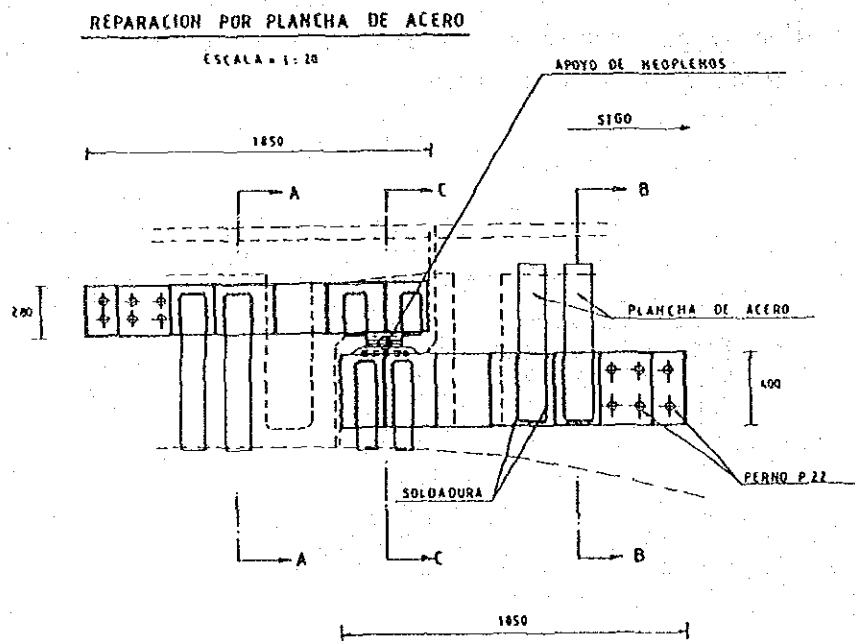 REPARACION POR PLANCHA DE ACERO
ESCALA = 1:20
APOYO DE NEOPLENOS
SIGO
1850
A
C
B
280
PLANCHA DE ACERO
400
SOLDADURA
PERNO P.22
A
C
B
1850